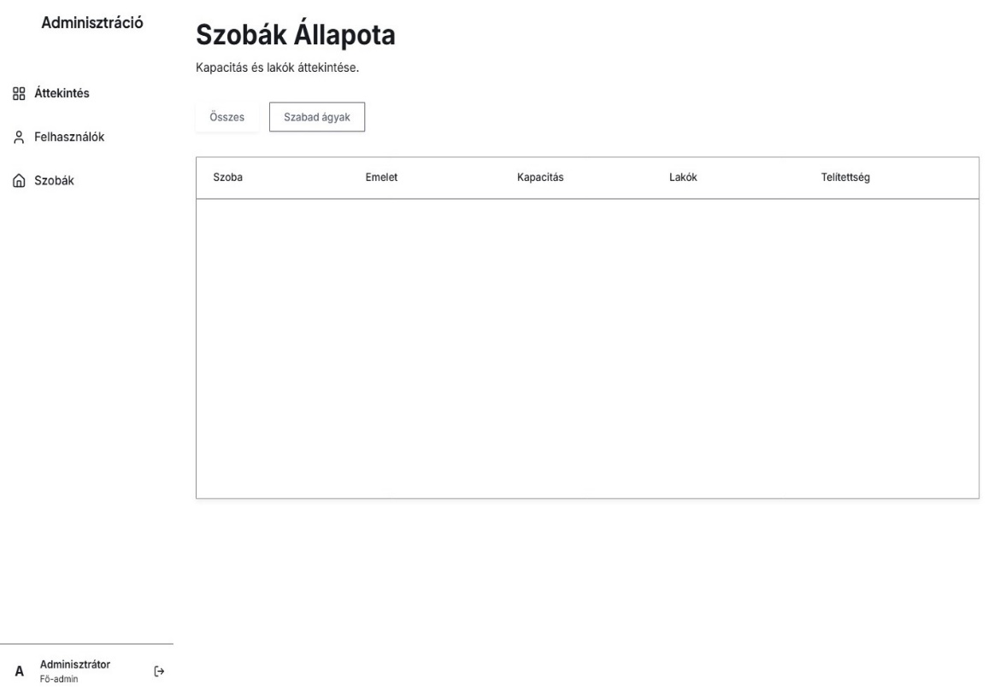 Adminisztráció
Áttekintés
Felhasználók
Szobák
A
Adminisztrátor
Fő-admin
Szobák Állapota
Kapacitás és lakók áttekintése.
Összes
Szabad ágyak
Szoba Emelet Kapacitás Lakók Telítettség